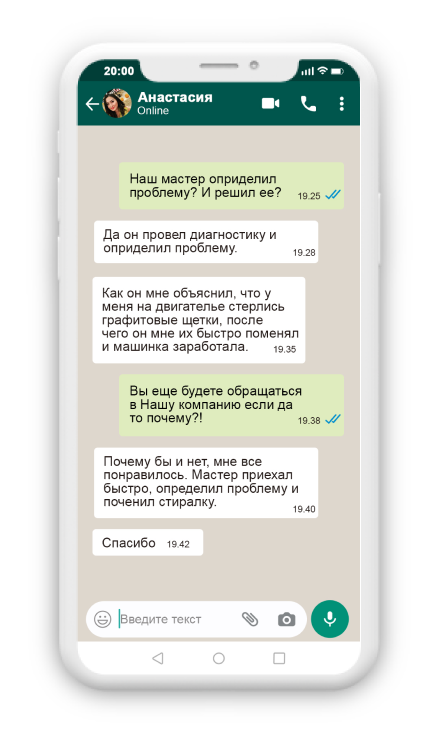 20:00
Анастасия
Online
Наш мастер опридилил
проблему? И решил ее?
19.25
Да он провел диагностику и
опридилил проблему.
19.28
Как он мне объяснил, что у
меня на двигателье стерлись
графитовые щетки, после
чего он мне их быстро поменял
и машинка заработала. 19.35
Вы еще будете обращаться
в Нашу компанию если да
то почему?!
19.38
Почему бы и нет, мне все
понравилось. Мастер приехал
быстро, определил проблему и
починил стиралку.
19.40
Спасибо 19.42
Введите текст